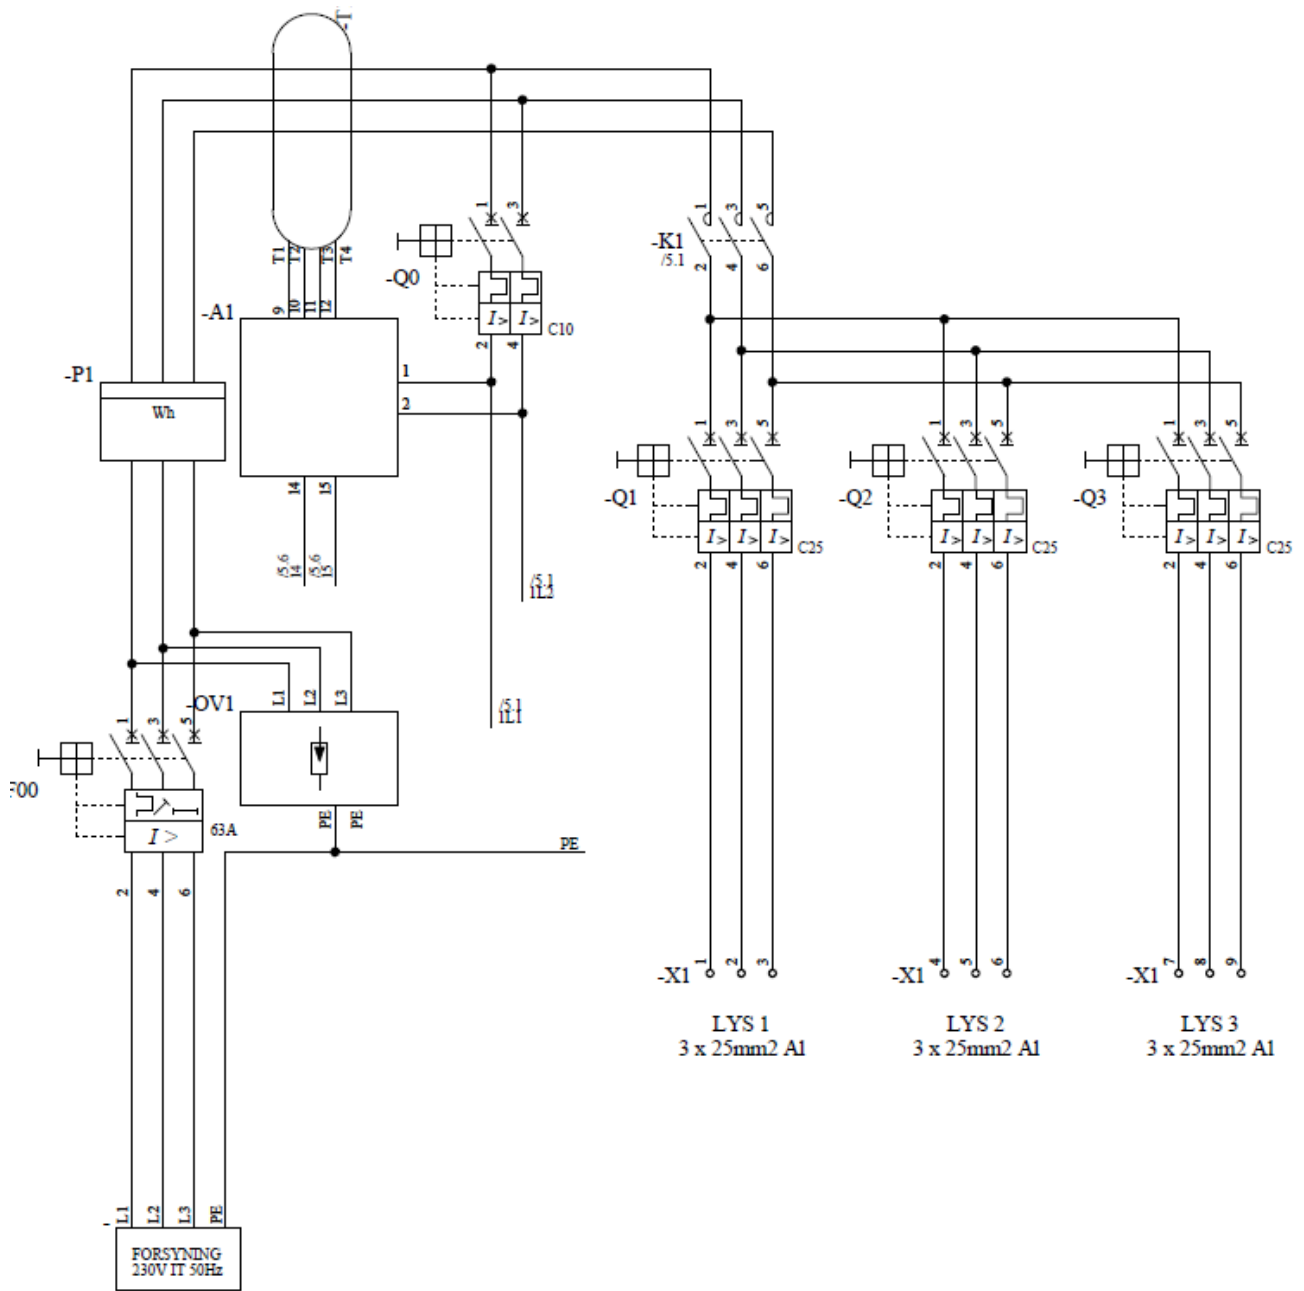 -T
1
3
1
3
5
T1
T2
T3
T4
-K1
/5.1
2
4
6
-Q0
9
10
11
12
-A1
I>
I>
C10
2
4
-P1
1
2
Wh
1
3
5
1
3
5
1
3
5
14
15
-Q1
-Q2
-Q3
I>
I>
I>
C25
I>
I>
I>
C25
I>
I>
I>
C25
2
4
6
2
4
6
2
4
6
/5.6
14
/5.6
15
/5.1
1L2
-OV1
L1
L2
L3
/5.1
1L1
1
3
5
F00
I >
63A
PE
PE
PE
2
4
6
-X1
1
2
3
-X1
4
5
6
-X1
7
8
9
LYS 1
3 x 25mm2 Al
LYS 2
3 x 25mm2 Al
LYS 3
3 x 25mm2 Al
-
L1
L2
L3
PE
FORSYNING
230V IT 50Hz